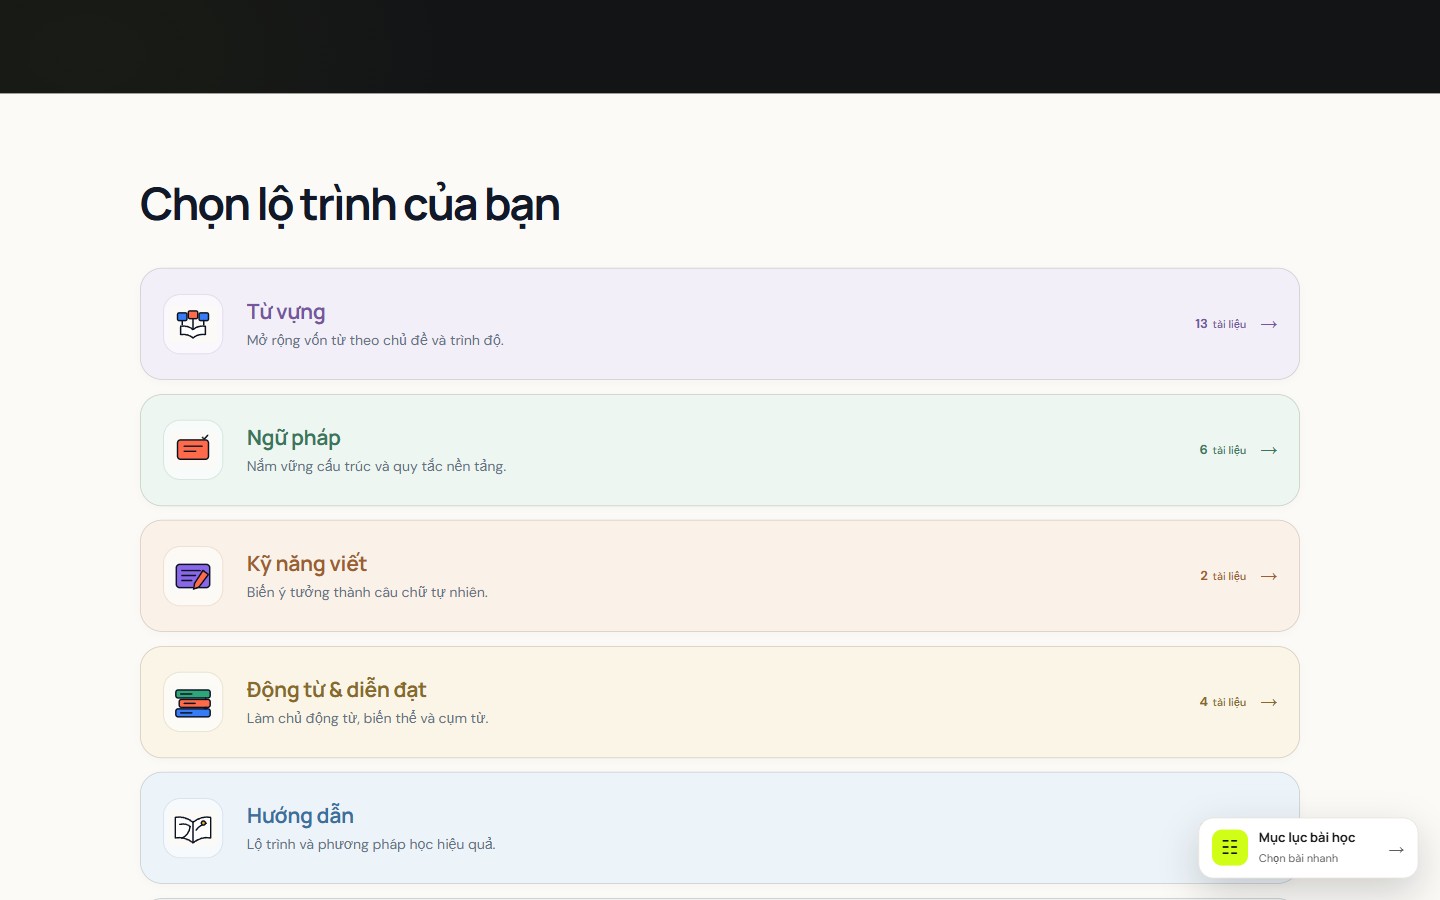 Chọn lộ trình của bạn
Từ vựng
Mở rộng vốn từ theo chủ đề và trình độ.
13 tài liệu →
Ngữ pháp
Nắm vững cấu trúc và quy tắc nền tảng.
6 tài liệu →
Kỹ năng viết
Biến ý tưởng thành câu chữ tự nhiên.
2 tài liệu →
Động từ & diễn đạt
Làm chủ động từ, biến thể và cụm từ.
4 tài liệu →
Hướng dẫn
Lộ trình và phương pháp học hiệu quả.
Mục lục bài học
Chọn bài nhanh →